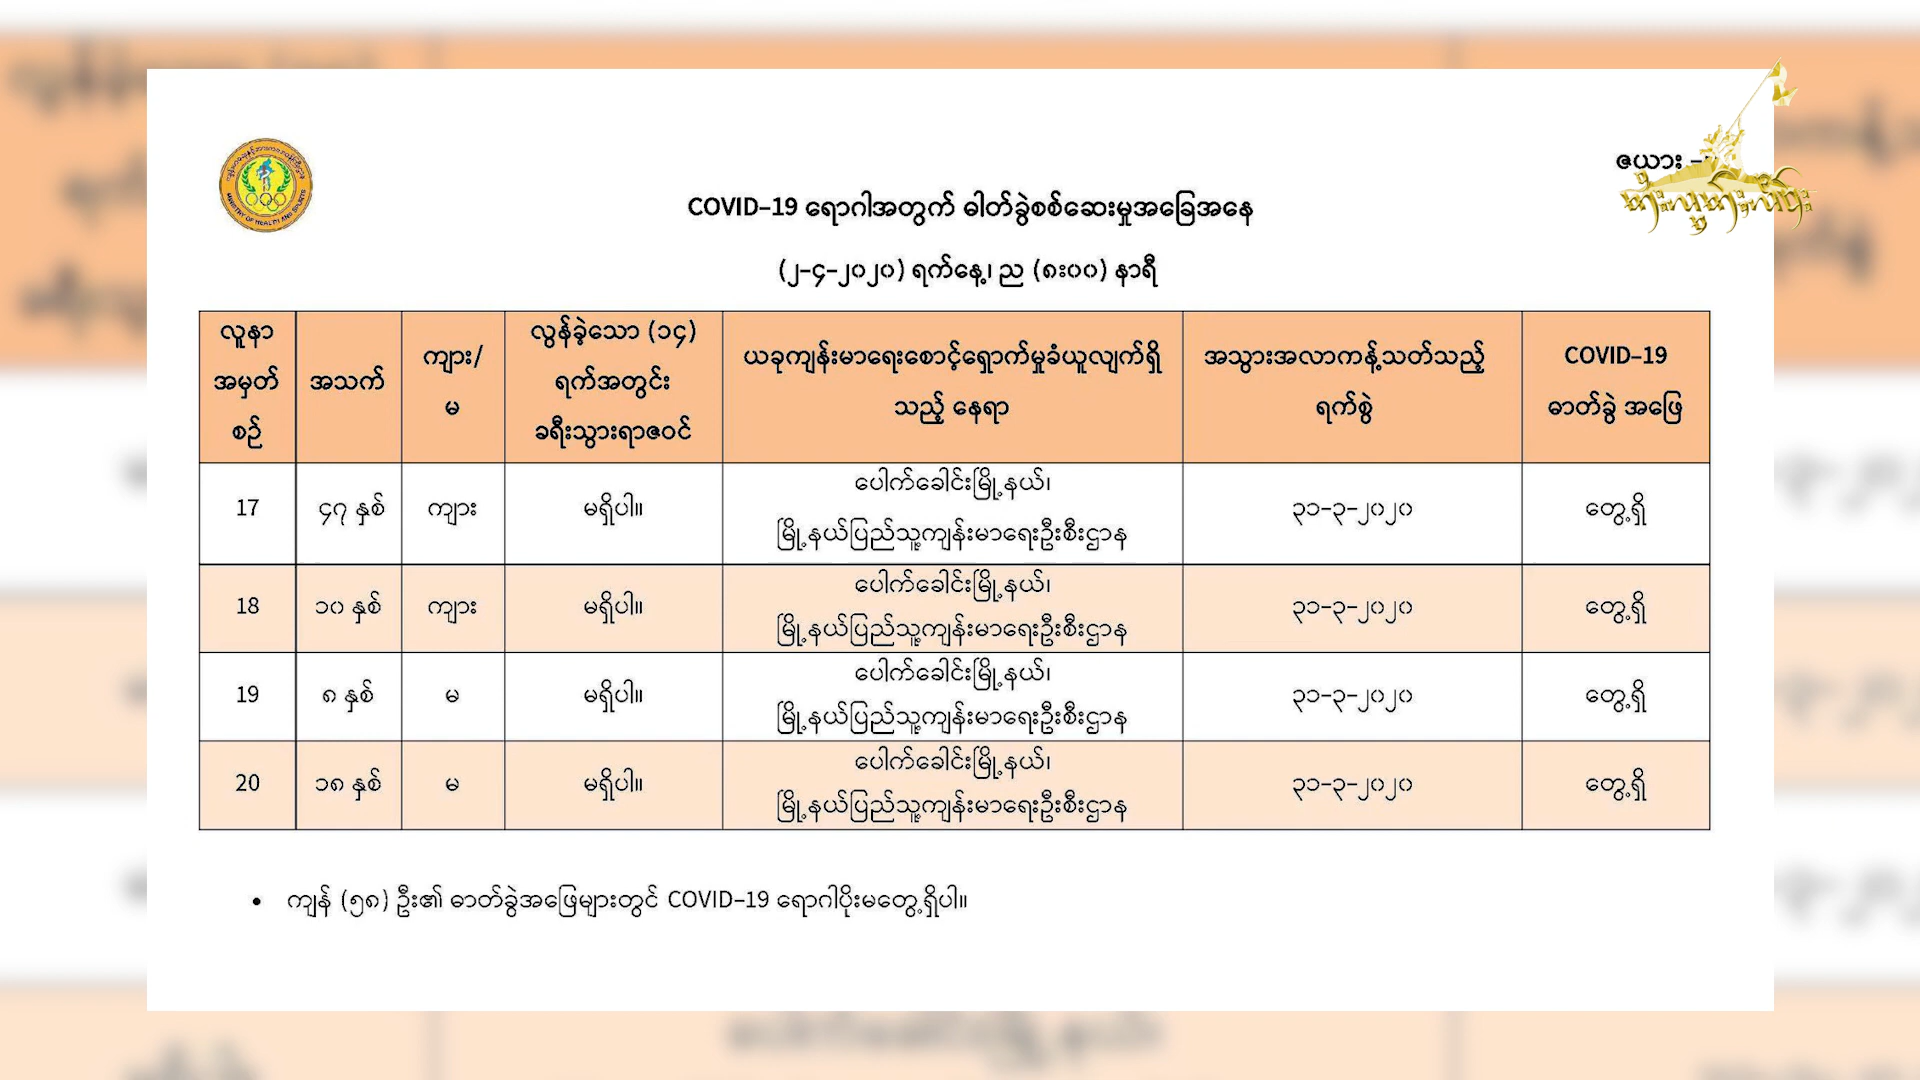 ဇယား –
COVID–19 ရောဂါအတွက် ဓါတ်ခွဲစစ်ဆေးမှုအခြေအနေ
(၂–၄–၂၀၂၀) ရက်နေ့၊ ည (၈း၀၀) နာရီ
လူနာ အမှတ် စဉ် အသက် ကျား/ မ လွန်ခဲ့သော (၁၄) ရက်အတွင်း ခရီးသွားရာဇဝင် ယခုကျန်းမာရေးစောင့်ရှောက်မှုခံယူလျက်ရှိ သည့် နေရာ အသွားအလာကန့်သတ်သည့် ရက်စွဲ COVID–19 ဓာတ်ခွဲ အဖြေ
17 ၄၇ နှစ် ကျား မရှိပါ။ ပေါက်ခေါင်းမြို့နယ်၊ မြို့နယ်ပြည်သူ့ကျန်းမာရေးဦးစီးဌာန ၃၁–၃–၂၀၂၀ တွေ့ရှိ
18 ၁၀ နှစ် ကျား မရှိပါ။ ပေါက်ခေါင်းမြို့နယ်၊ မြို့နယ်ပြည်သူ့ကျန်းမာရေးဦးစီးဌာန ၃၁–၃–၂၀၂၀ တွေ့ရှိ
19 ၈ နှစ် မ မရှိပါ။ ပေါက်ခေါင်းမြို့နယ်၊ မြို့နယ်ပြည်သူ့ကျန်းမာရေးဦးစီးဌာန ၃၁–၃–၂၀၂၀ တွေ့ရှိ
20 ၁၈ နှစ် မ မရှိပါ။ ပေါက်ခေါင်းမြို့နယ်၊ မြို့နယ်ပြည်သူ့ကျန်းမာရေးဦးစီးဌာန ၃၁–၃–၂၀၂၀ တွေ့ရှိ
• ကျန် (၅၈) ဦး၏ ဓာတ်ခွဲအဖြေများတွင် COVID–19 ရောဂါပိုးမတွေ့ရှိပါ။